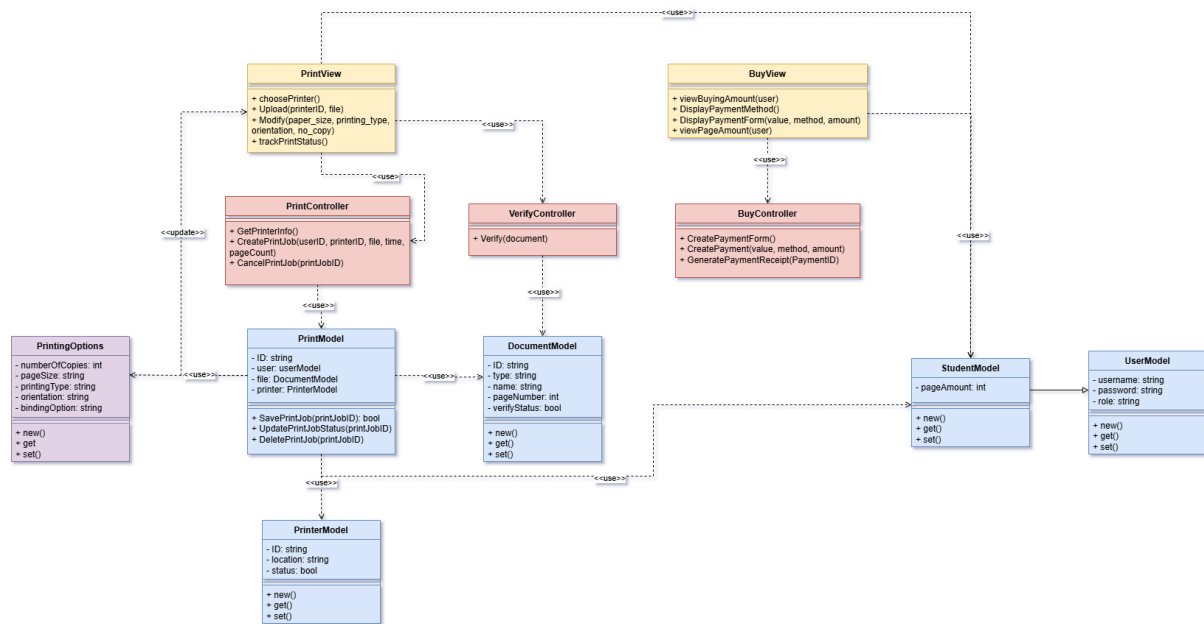 <<use>>
PrintView
+ choosePrinter()
+ Upload(printerID, file)
+ Modify(paper_size, printing_type,
orientation, no_copy)
+ trackPrintStatus()
BuyView
+ viewBuyingAmount(user)
+ DisplayPaymentMethod()
+ DisplayPaymentForm(value, method, amount)
+ viewPageAmount(user)
<<use>>
<<use>>
<<use>>
<<use>>
<<update>>
<<use>>
PrintController
+ GetPrinterInfo()
+ CreatePrintJob(userID, printerID, file, time,
pageCount)
+ CancelPrintJob(printJobID)
VerifyController
+ Verify(document)
BuyController
+ CreatePaymentForm()
+ CreatePayment(value, method, amount)
+ GeneratePaymentReceipt(PaymentID)
<<use>>
<<use>>
PrintingOptions
- numberOfCopies: int
- pageSize: string
- printingType: string
- orientation: string
- bindingOption: string
+ new()
+ get
+ set()
<<use>>
PrintModel
- ID: string
- user: userModel
- file: DocumentModel
- printer: PrinterModel
+ SavePrintJob(printJobID): bool
+ UpdatePrintJobStatus(printJobID)
+ DeletePrintJob(printJobID)
<<use>>
DocumentModel
- ID: string
- type: string
- name: string
- pageNumber: int
- verifyStatus: bool
+ new()
+ get()
+ set()
StudentModel
- pageAmount: int
+ new()
+ get()
+ set()
UserModel
- username: string
- password: string
- role: string
+ new()
+ get()
+ set()
<<use>>
<<use>>
PrinterModel
- ID: string
- location: string
- status: bool
+ new()
+ get()
+ set()